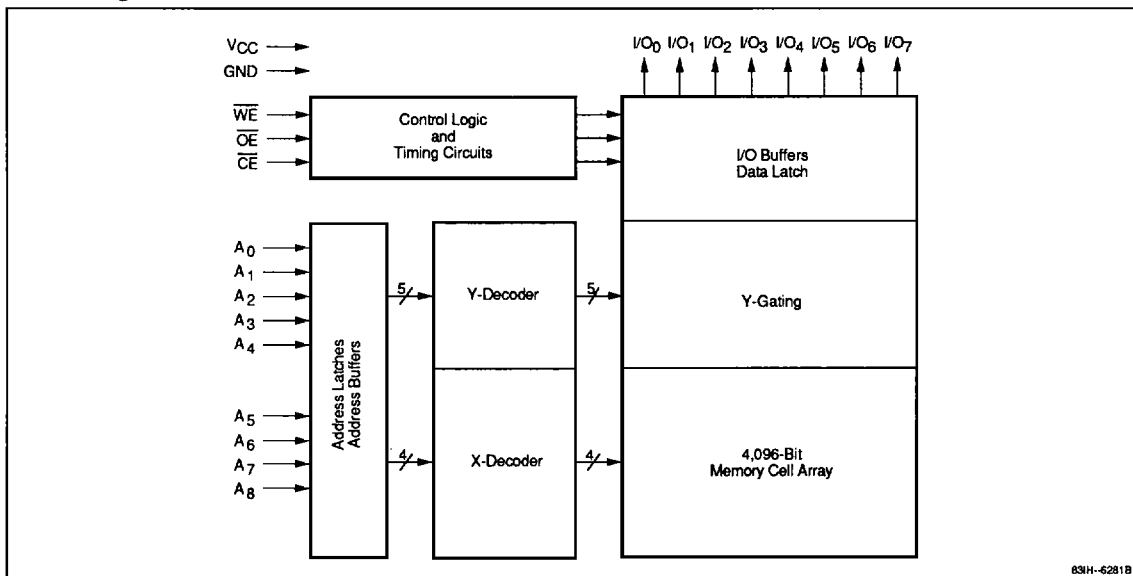 VCC
GND
WE
OE
CE
Control Logic
and
Timing Circuits
I/O0 I/O1 I/O2 I/O3 I/O4 I/O5 I/O6 I/O7
I/O Buffers
Data Latch
A0
A1
A2
A3
A4
A5
A6
A7
A8
Address Latches
Address Buffers
5
Y-Decoder
5
Y-Gating
4
X-Decoder
4
4,096-Bit
Memory Cell Array
83IH--6281B